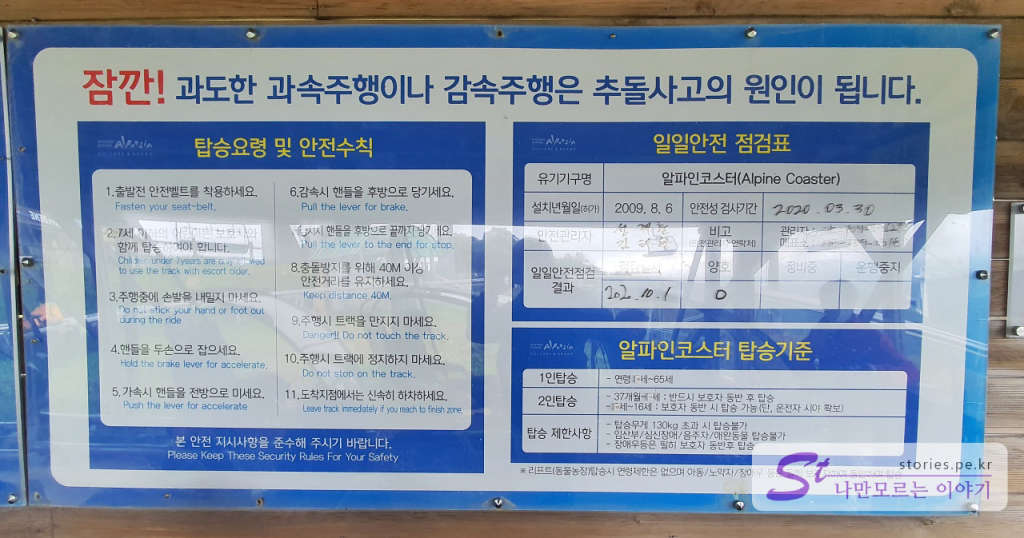 잠깐! 과도한 과속주행이나 감속주행은 추돌사고의 원인이 됩니다.
Alpensia
탑승요령 및 안전수칙
1.출발전 안전벨트를 착용하세요.
Fasten your seat-belt.
2.7세
함께 탑승 하여야 합니다.
Children under 7years are only allowed
to use the track with escort older.
3.주행중에 손발을 내밀지 마세요.
Do not stick your hand or foot out
during the ride
4.핸들을 두손으로 잡으세요.
Hold the brake lever for accelerate.
5.가속시 핸들을 전방으로 미세요.
Push the lever for accelerate
6.감속시 핸들을 후방으로 당기세요.
Pull the lever for brake.
핸들을 후방으로 끝까지 당기세요.
Pull the lever to the end for stop.
8.충돌방지를 위해 40M 이상
안전거리를 유지하세요.
Keep distance 40M.
9.주행시 트랙을 만지지 마세요.
Danger!! Do not touch the track.
10.주행시 트랙에 정지하지 마세요.
Do not stop on the track.
11.도착지점에서는 신속히 하차하세요.
Leave track immediately if you reach to finish zone.
본 안전 지시사항을 준수해 주시기 바랍니다.
Please Keep These Security Rules For Your Safety
일일안전 점검표
유기기구명 알파인코스터(Alpine Coaster)
설치년월일(허가) 2009. 8. 6 안전성 검사기간 2020. 03. 30
안전관리자 비고
일일안전점검 양호 정비중 운행중지
결과 10. 1 0
알파인코스터 탑승기준
1인탑승 - 연령 세~65세
2인탑승 - 37개월 세 : 반드시 보호자 동반 후 탑승
세~16세 : 보호자 동반 시 탑승 가능(단, 운전자 시야 확보)
탑승 제한사항 - 탑승무게 130kg 초과 시 탑승불가
- 임산부/심신장애/음주자/애완동물 탑승불가
- 장애우등은 필히 보호자 동반후 탑승
※ 리프트(동물농장)탑승시 연령제한은 없으며 아동/노약자/장애우
St
stories.pe.kr
나만모르는 이야기